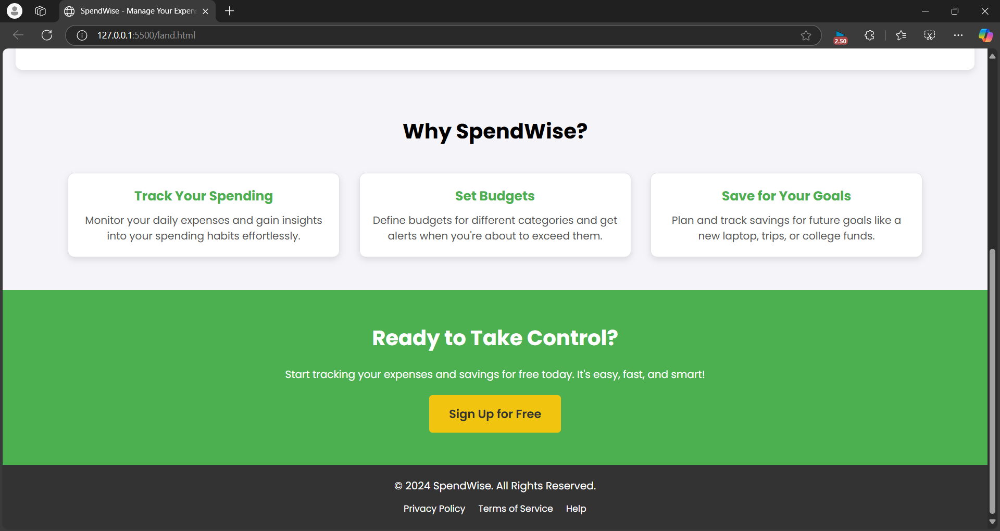 SpendWise - Manage Your Expen
127.0.0.1:5500/land.html
2.50
Why SpendWise?
Track Your Spending
Monitor your daily expenses and gain insights
into your spending habits effortlessly.
Set Budgets
Define budgets for different categories and get
alerts when you're about to exceed them.
Save for Your Goals
Plan and track savings for future goals like a
new laptop, trips, or college funds.
Ready to Take Control?
Start tracking your expenses and savings for free today. It's easy, fast, and smart!
Sign Up for Free
© 2024 SpendWise. All Rights Reserved.
Privacy Policy Terms of Service Help